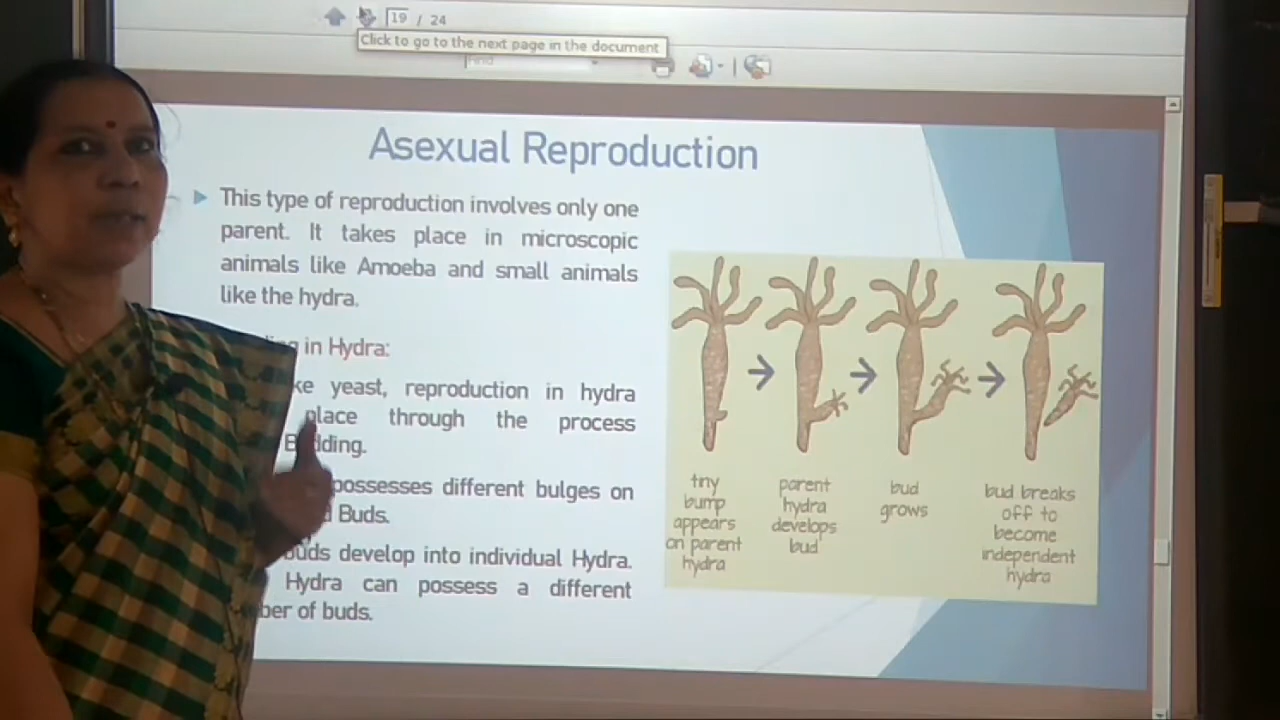 19 / 24
Click to go to the next page in the document
Find
Asexual Reproduction
This type of reproduction involves only one
parent. It takes place in microscopic
animals like Amoeba and small animals
like the hydra.
in Hydra:
yeast, reproduction in hydra
place through the process
possesses different bulges on
Buds.
develop into individual Hydra.
Hydra can possess a different
of buds.
tiny
bump
appears
on parent
hydra
parent
hydra
develops
bud
bud
grows
bud breaks
off to
become
independent
hydra